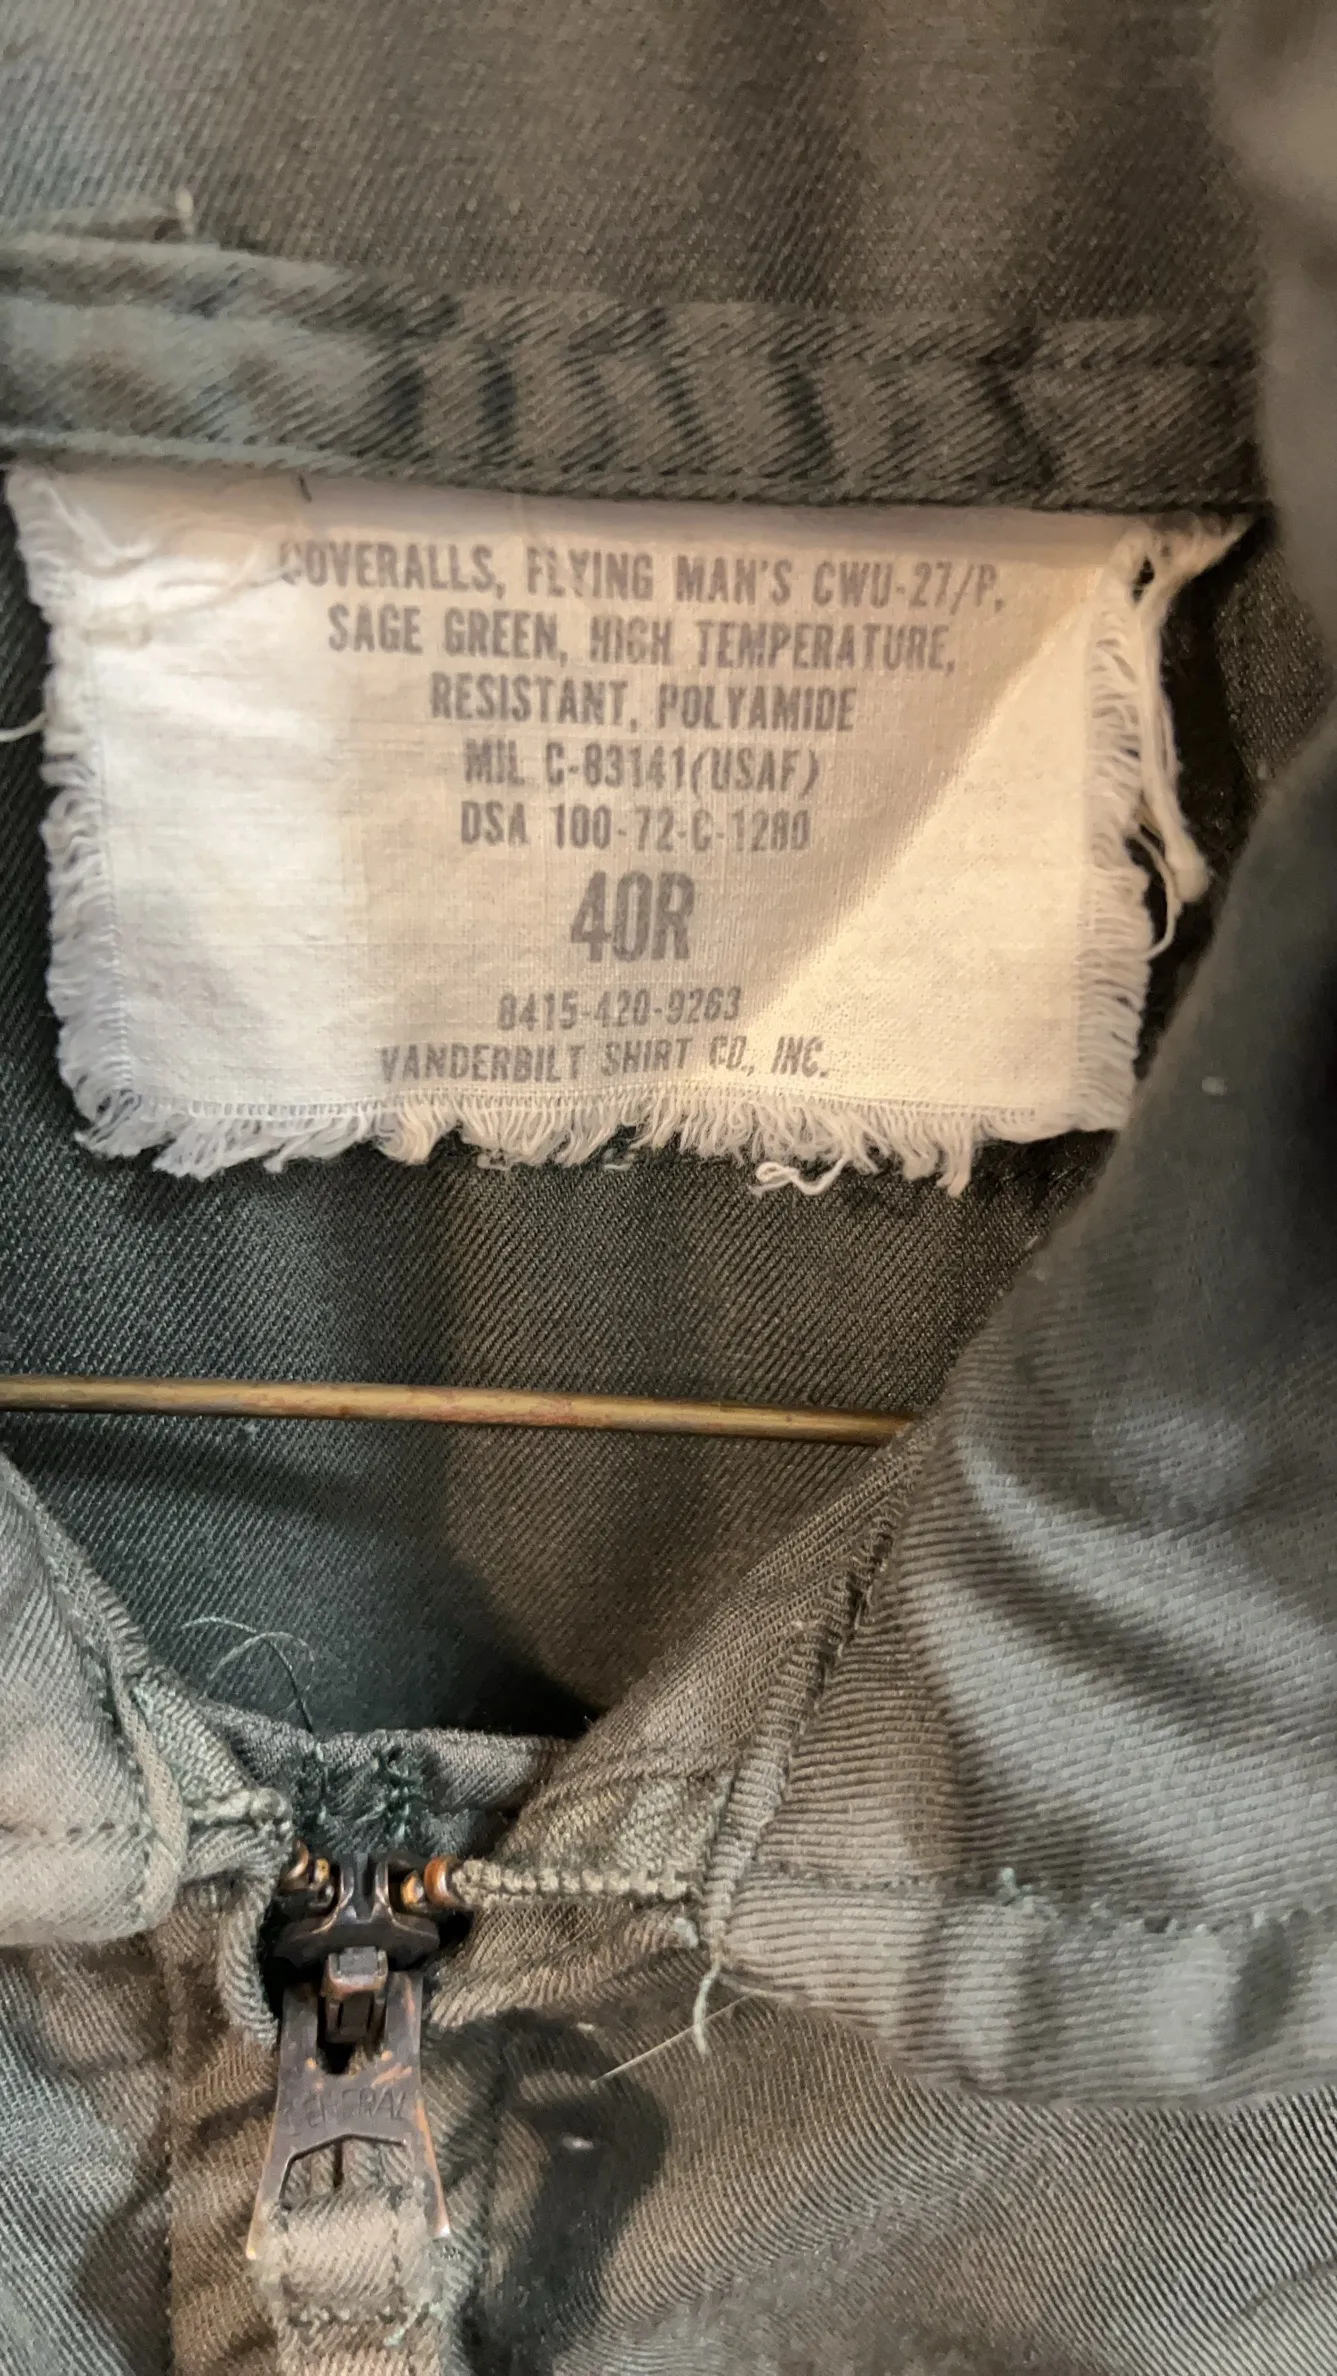 COVERALLS, FLYING MAN'S CWU-27/P,
SAGE GREEN, HIGH TEMPERATURE,
RESISTANT, POLYAMIDE
MIL C-83141(USAF)
DSA 100-72-C-1280
40R
8415-420-9263
VANDERBILT SHIRT CO., INC.
GENERAL